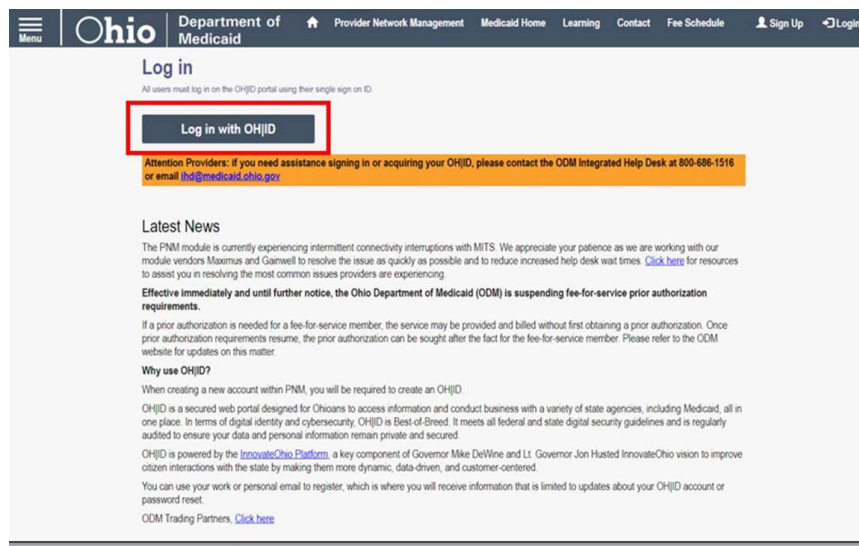 Menu
Ohio
Department of
Medicaid
Provider Network Management Medicaid Home Learning Contact Fee Schedule Sign Up Login
Log in
All users must log in on the OH|ID portal using their single sign on ID.
Log in with OH|ID
Attention Providers: if you need assistance signing in or acquiring your OH|ID, please contact the ODM Integrated Help Desk at 800-686-1516
or email ihd@medicaid.ohio.gov
Latest News
The PNM module is currently experiencing intermittent connectivity interruptions with MITS. We appreciate your patience as we are working with our
module vendors Maximus and Gainwell to resolve the issue as quickly as possible and to reduce increased help desk wait times. Click here for resources
to assist you in resolving the most common issues providers are experiencing.
Effective immediately and until further notice, the Ohio Department of Medicaid (ODM) is suspending fee-for-service prior authorization
requirements.
If a prior authorization is needed for a fee-for-service member, the service may be provided and billed without first obtaining a prior authorization. Once
prior authorization requirements resume, the prior authorization can be sought after the fact for the fee-for-service member. Please refer to the ODM
website for updates on this matter.
Why use OH|ID?
When creating a new account within PNM, you will be required to create an OH|ID.
OH|ID is a secured web portal designed for Ohioans to access information and conduct business with a variety of state agencies, including Medicaid, all in
one place. In terms of digital identity and cybersecurity, OH|ID is Best-of-Breed. It meets all federal and state digital security guidelines and is regularly
audited to ensure your data and personal information remain private and secured.
OH|ID is powered by the InnovateOhio Platform, a key component of Governor Mike DeWine and Lt. Governor Jon Husted InnovateOhio vision to improve
citizen interactions with the state by making them more dynamic, data-driven, and customer-centered.
You can use your work or personal email to register, which is where you will receive information that is limited to updates about your OH|ID account or
password reset.
ODM Trading Partners, Click here